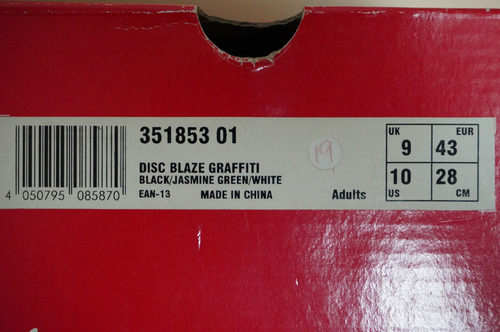 351853 01
DISC BLAZE GRAFFITI
BLACK/JASMINE GREEN/WHITE
EAN-13 MADE IN CHINA Adults
4 050795 085870
19
UK 9 43 EUR
US 10 28 CM